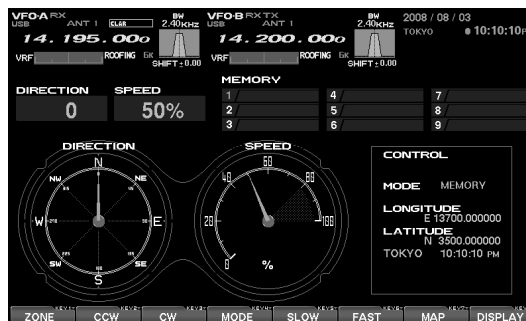 VFO-A RX BW VFO-B RX TX BW 2008 / 08 / 03
USB ANT 1 CLAR 2.40KHz USB ANT 1 2.40KHz TOKYO 10:10:10
14. 195. 000 14. 200. 000
VRF ROOFING 6K SHIFT ± 0.00 VRF ROOFING 6K SHIFT ± 0.00
MEMORY
DIRECTION SPEED 1 4 7
0 50% 2 5 8
3 6 9
DIRECTION SPEED CONTROL
N 60
NW NE 40 80
MODE MEMORY
W E 20 100
LONGITUDE
E 13700.000000
LATITUDE
N 3500.000000
SW SE 0 % TOKYO 10:10:10 PM
S
ZONE CCW CW MODE SLOW FAST MAP DISPLAY